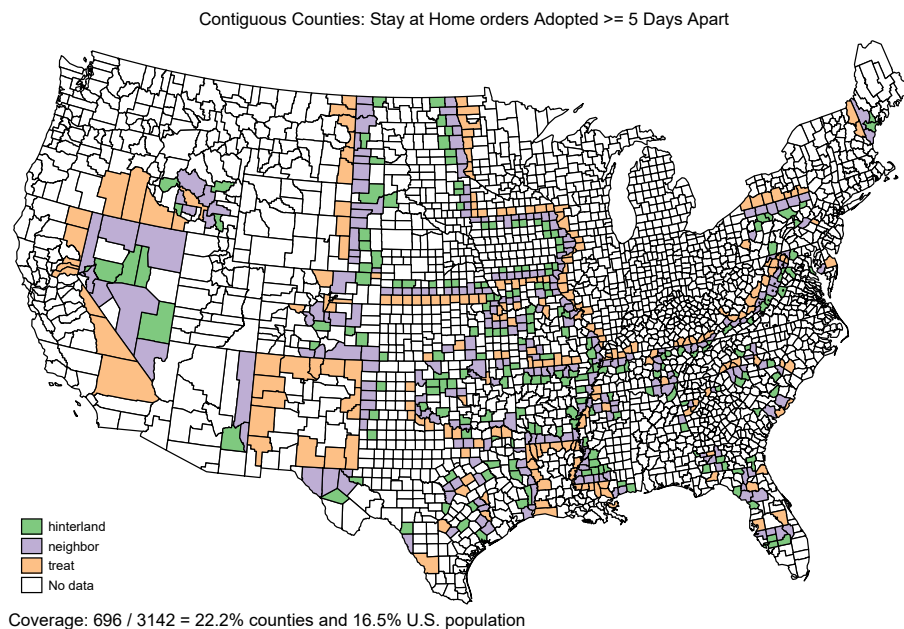 Contiguous Counties: Stay at Home orders Adopted >= 5 Days Apart
hinterland
neighbor
treat
No data
Coverage: 696 / 3142 = 22.2% counties and 16.5% U.S. population